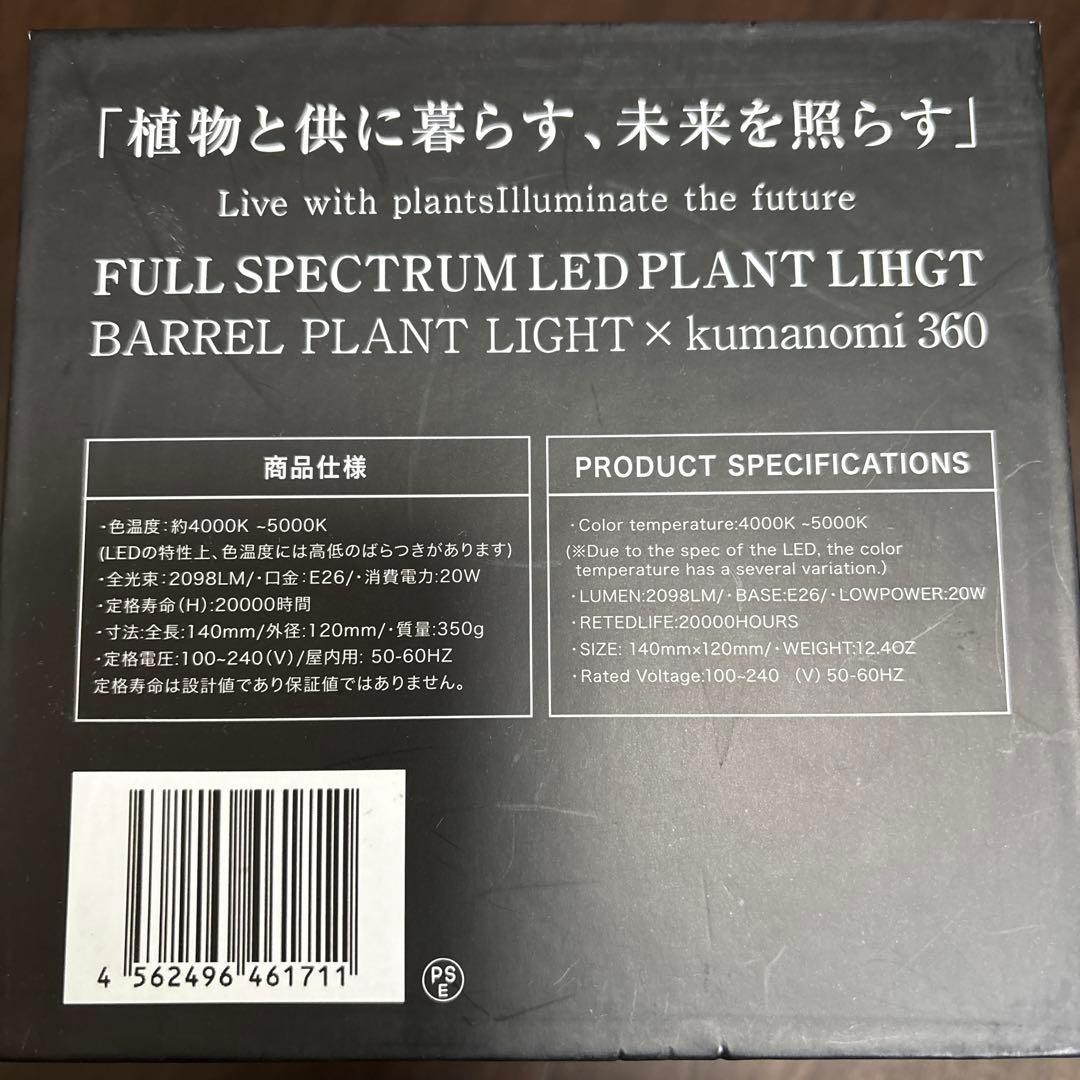 「植物と供に暮らす、未来を照らす」
Live with plantsIlluminate the future
FULL SPECTRUM LED PLANT LIHGT
BARREL PLANT LIGHT × kumanomi 360
商品仕様
・色温度:約4000K ~5000K
(LEDの特性上、色温度には高低のばらつきがあります)
・全光束:2098LM/・口金:E26/・消費電力:20W
・定格寿命(H):20000時間
・寸法:全長:140mm/外径:120mm/・質量:350g
・定格電圧:100~240(V)/屋内用: 50-60HZ
定格寿命は設計値であり保証値ではありません。
PRODUCT SPECIFICATIONS
・Color temperature:4000K ~5000K
(※Due to the spec of the LED, the color
temperature has a several variation.)
・LUMEN:2098LM/・BASE:E26/・LOWPOWER:20W
・RETEDLIFE:20000HOURS
・SIZE: 140mm×120mm/・WEIGHT:12.4OZ
・Rated Voltage:100~240 (V) 50-60HZ
4 562496 461711
PS
E